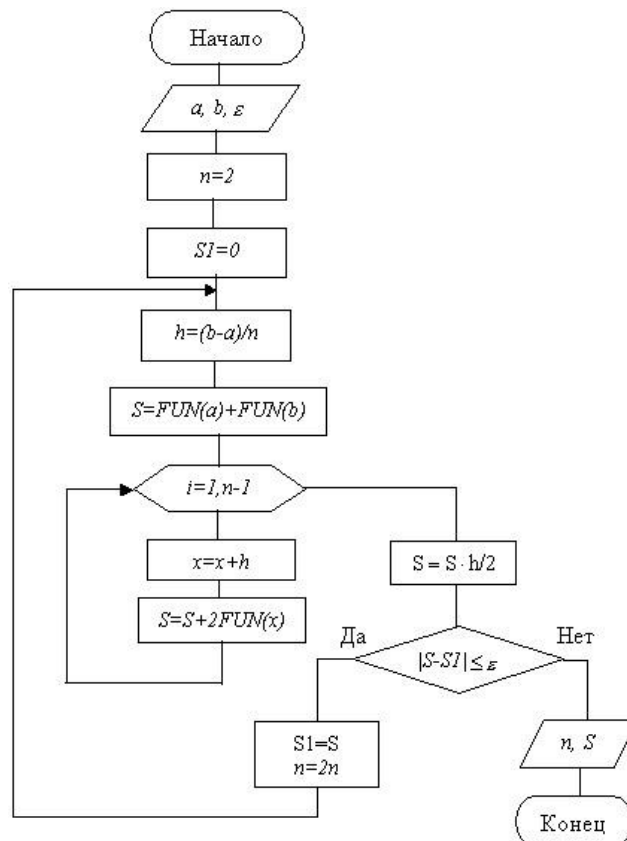 Начало
a, b, ε
n=2
S1=0
h=(b-a)/n
S=FUN(a)+FUN(b)
i=1,n-1
x=x+h
S=S+2FUN(x)
S = S · h/2
Да
Нет
|S-S1| ≤ ε
S1=S
n=2n
n, S
Конец